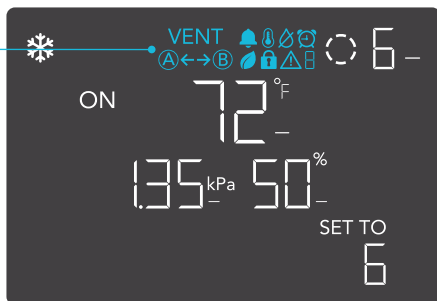 VENT 6-
A B
ON 72°F
1.35 kPa 50%
SET TO
6